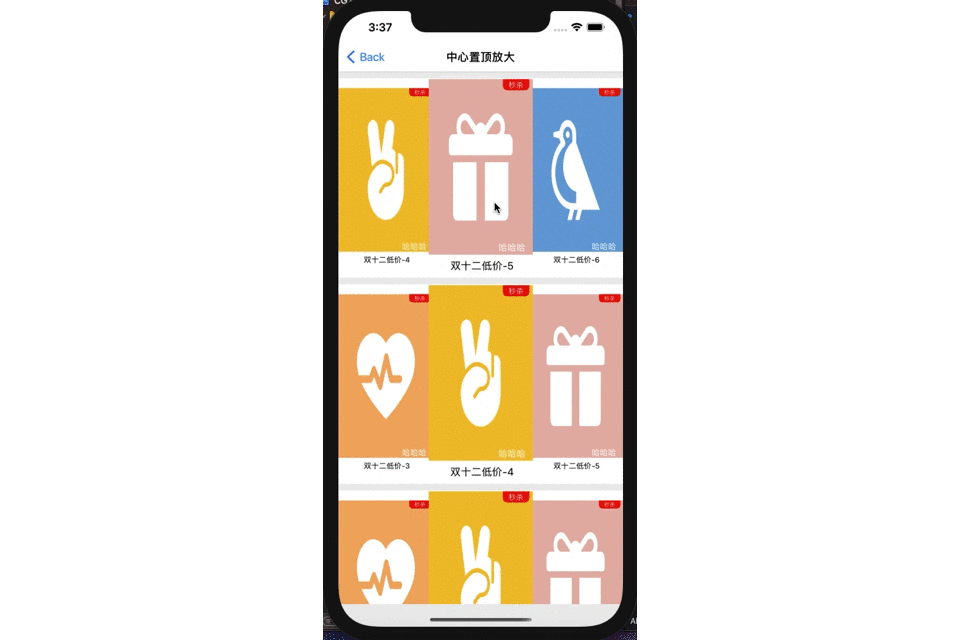 CG
3:37
Back
中心置顶放大
秒杀
秒杀
秒杀
哈哈哈
哈哈哈
哈哈哈
双十二低价-4
双十二低价-5
双十二低价-6
秒杀
秒杀
秒杀
哈哈哈
哈哈哈
哈哈哈
双十二低价-3
双十二低价-4
双十二低价-5
秒杀
秒杀
秒杀